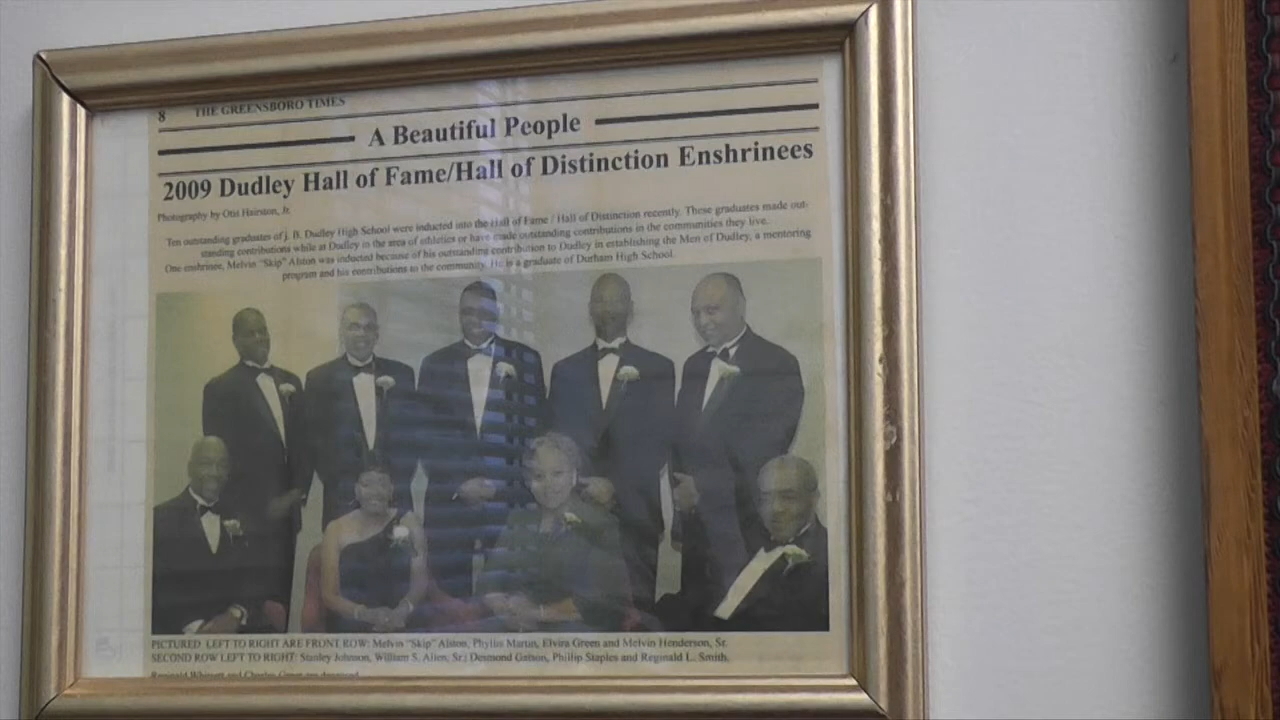 8 THE GREENSBORO TIMES
A Beautiful People
2009 Dudley Hall of Fame/Hall of Distinction Enshrinees
Photography by Otis Hairston, Jr.
Ten outstanding graduates of J. B. Dudley High School were inducted into the Hall of Fame / Hall of Distinction recently. These graduates made out-
standing contributions while at Dudley in the area of athletics or have made outstanding contributions in the communities they live.
One enshrinee, Melvin "Skip" Alston was inducted because of his outstanding contribution to Dudley in establishing the Men of Dudley, a mentoring
program and his contributions to the community. He is a graduate of Durham High School.
PICTURED LEFT TO RIGHT ARE FRONT ROW: Melvin "Skip" Alston, Phyliss Martin, Elvira Green and Melvin Henderson, Sr.
SECOND ROW LEFT TO RIGHT: Stanley Johnson, William S. Allen, Sr.; Desmond Gatson, Phillip Staples and Reginald L. Smith.
Reginald and Charles are deceased